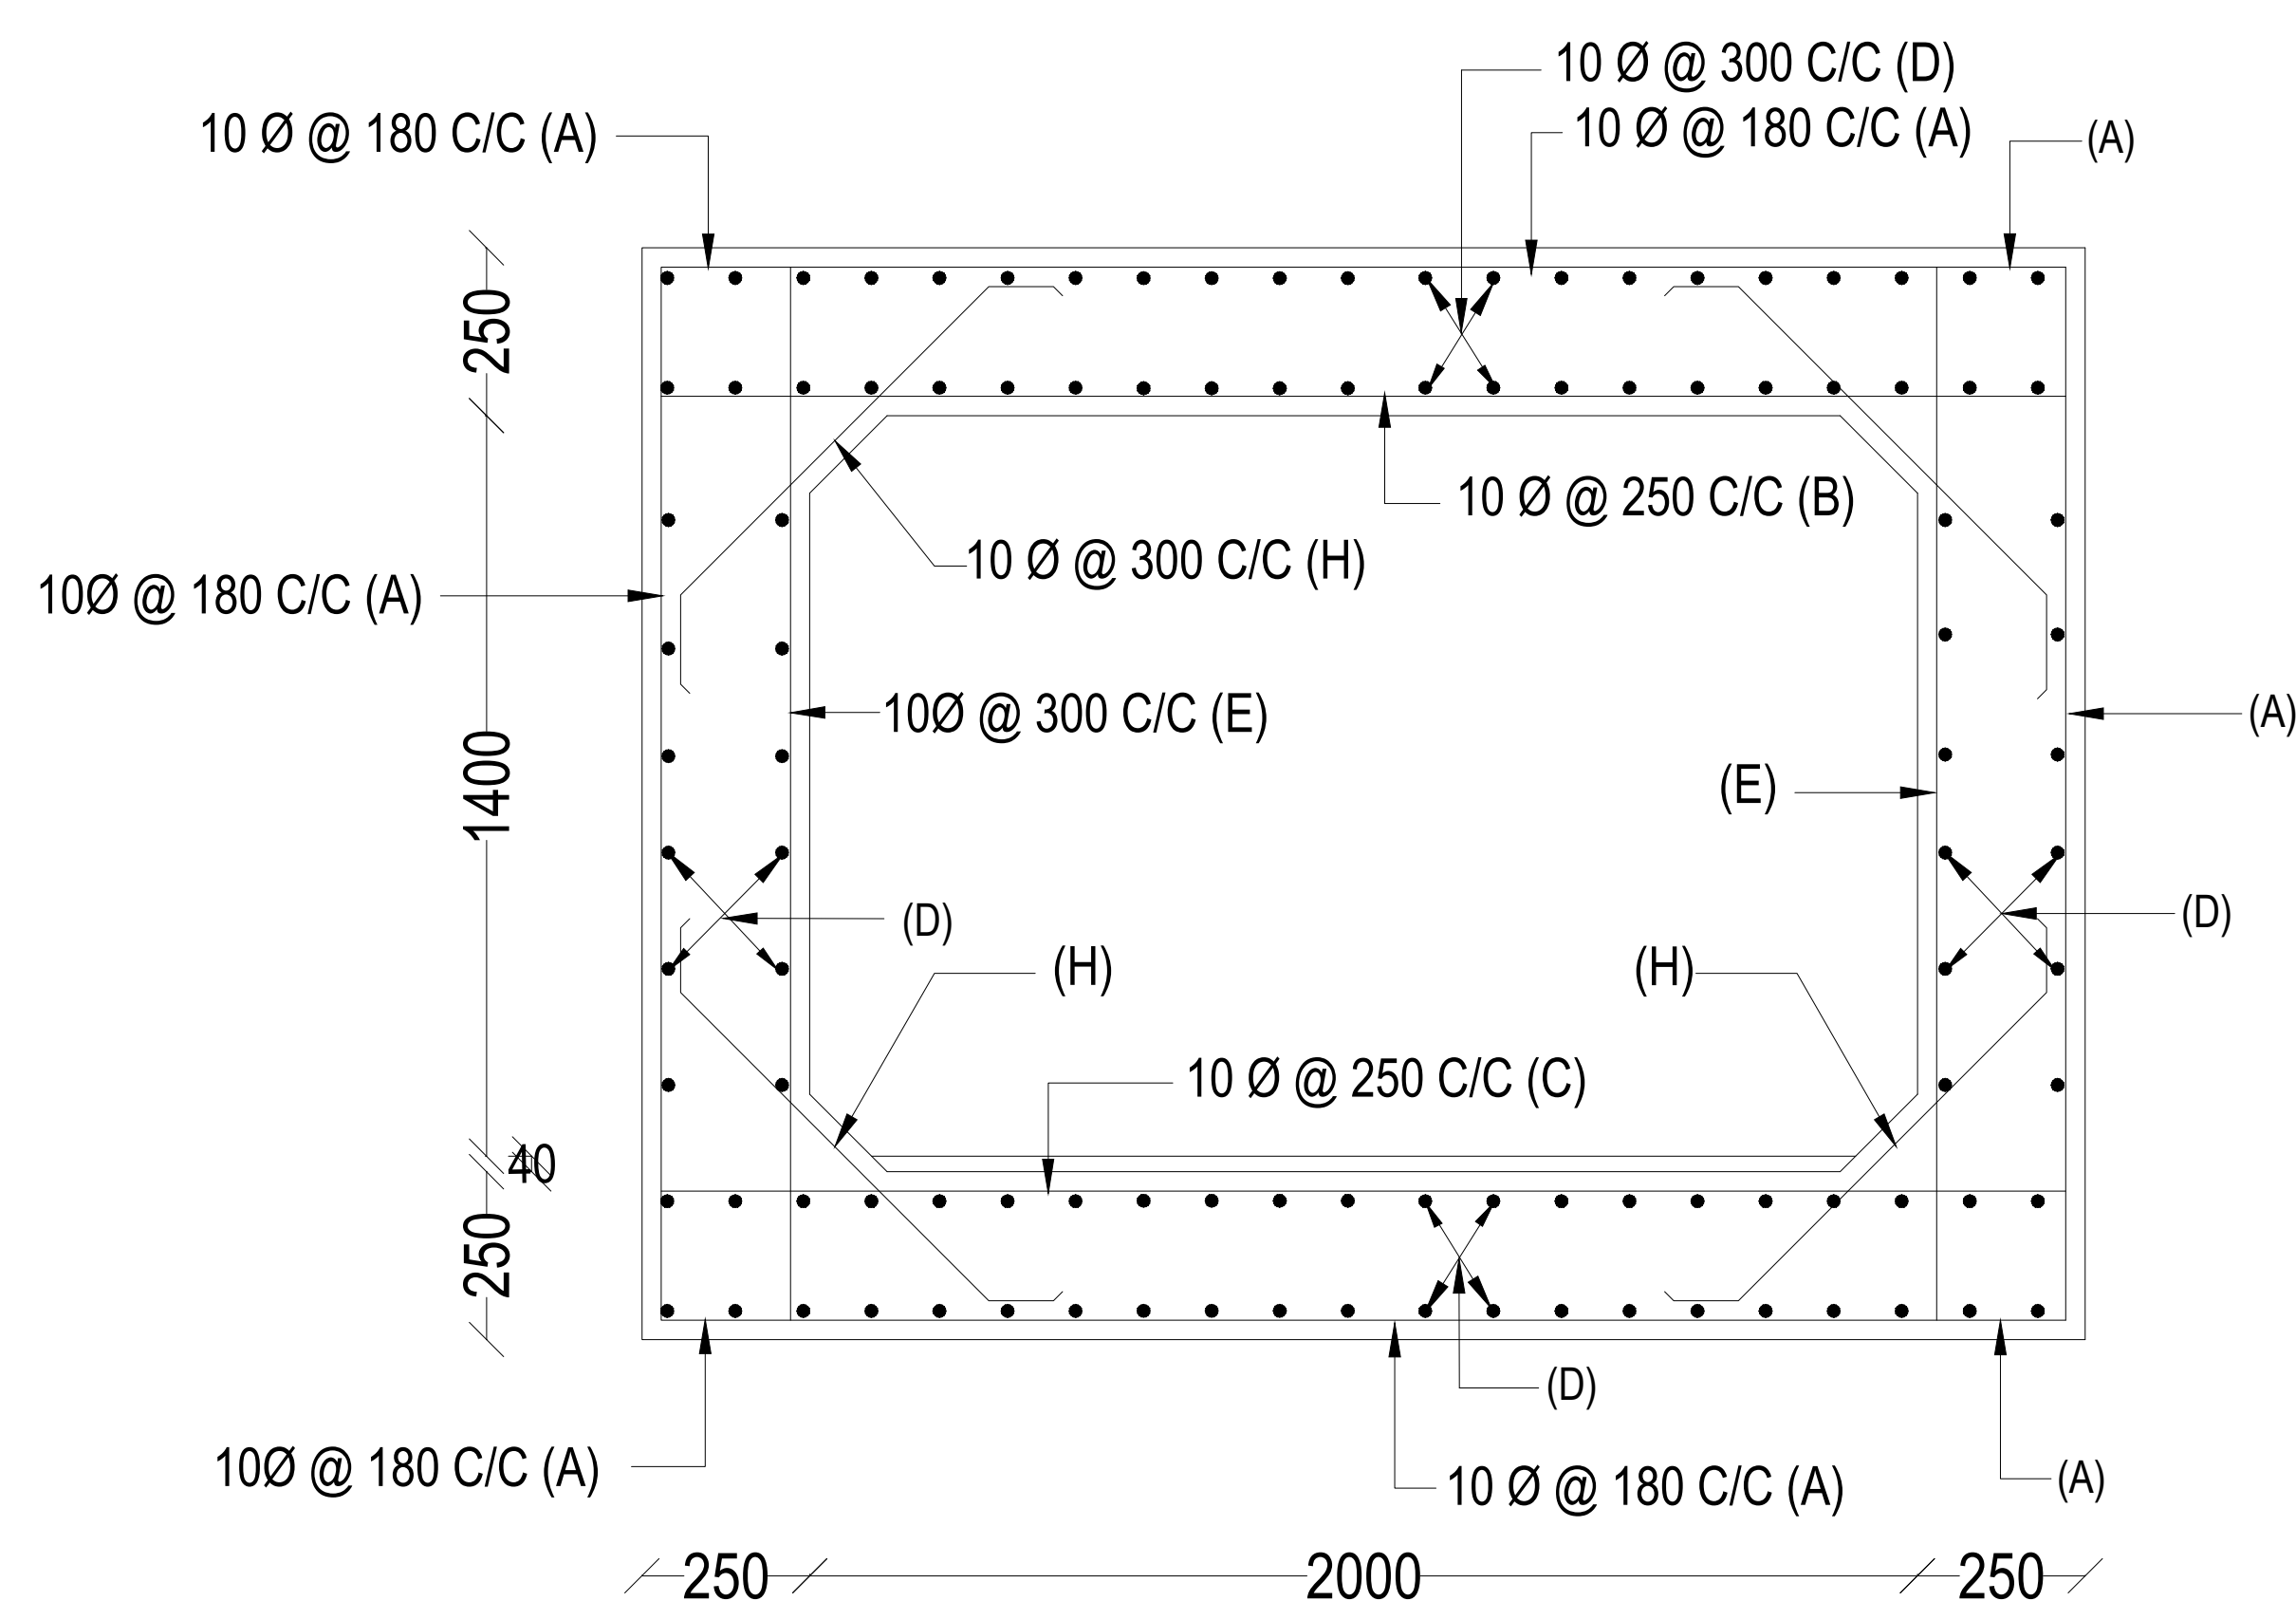 10 Ø @ 300 C/C (D)
10 Ø @ 180 C/C (A)
10 Ø @ 180 C/C (A)
(A)
250
10 Ø @ 250 C/C (B)
10 Ø @ 300 C/C (H)
10Ø @ 180 C/C (A)
10Ø @ 300 C/C (E)
(A)
1400
(E)
(D)
(D)
(H)
(H)
10 Ø @ 250 C/C (C)
40
250
(D)
10Ø @ 180 C/C (A)
10 Ø @ 180 C/C (A)
(A)
250
2000
250